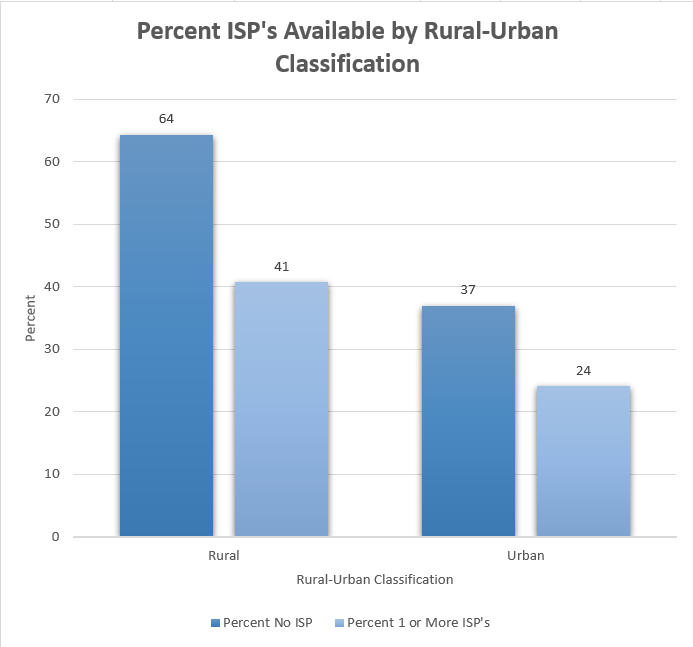 Percent ISP's Available by Rural-Urban
Classification
70
60
50
40
30
20
10
0
Percent
64
41
37
24
Rural
Urban
Rural-Urban Classification
Percent No ISP
Percent 1 or More ISP's